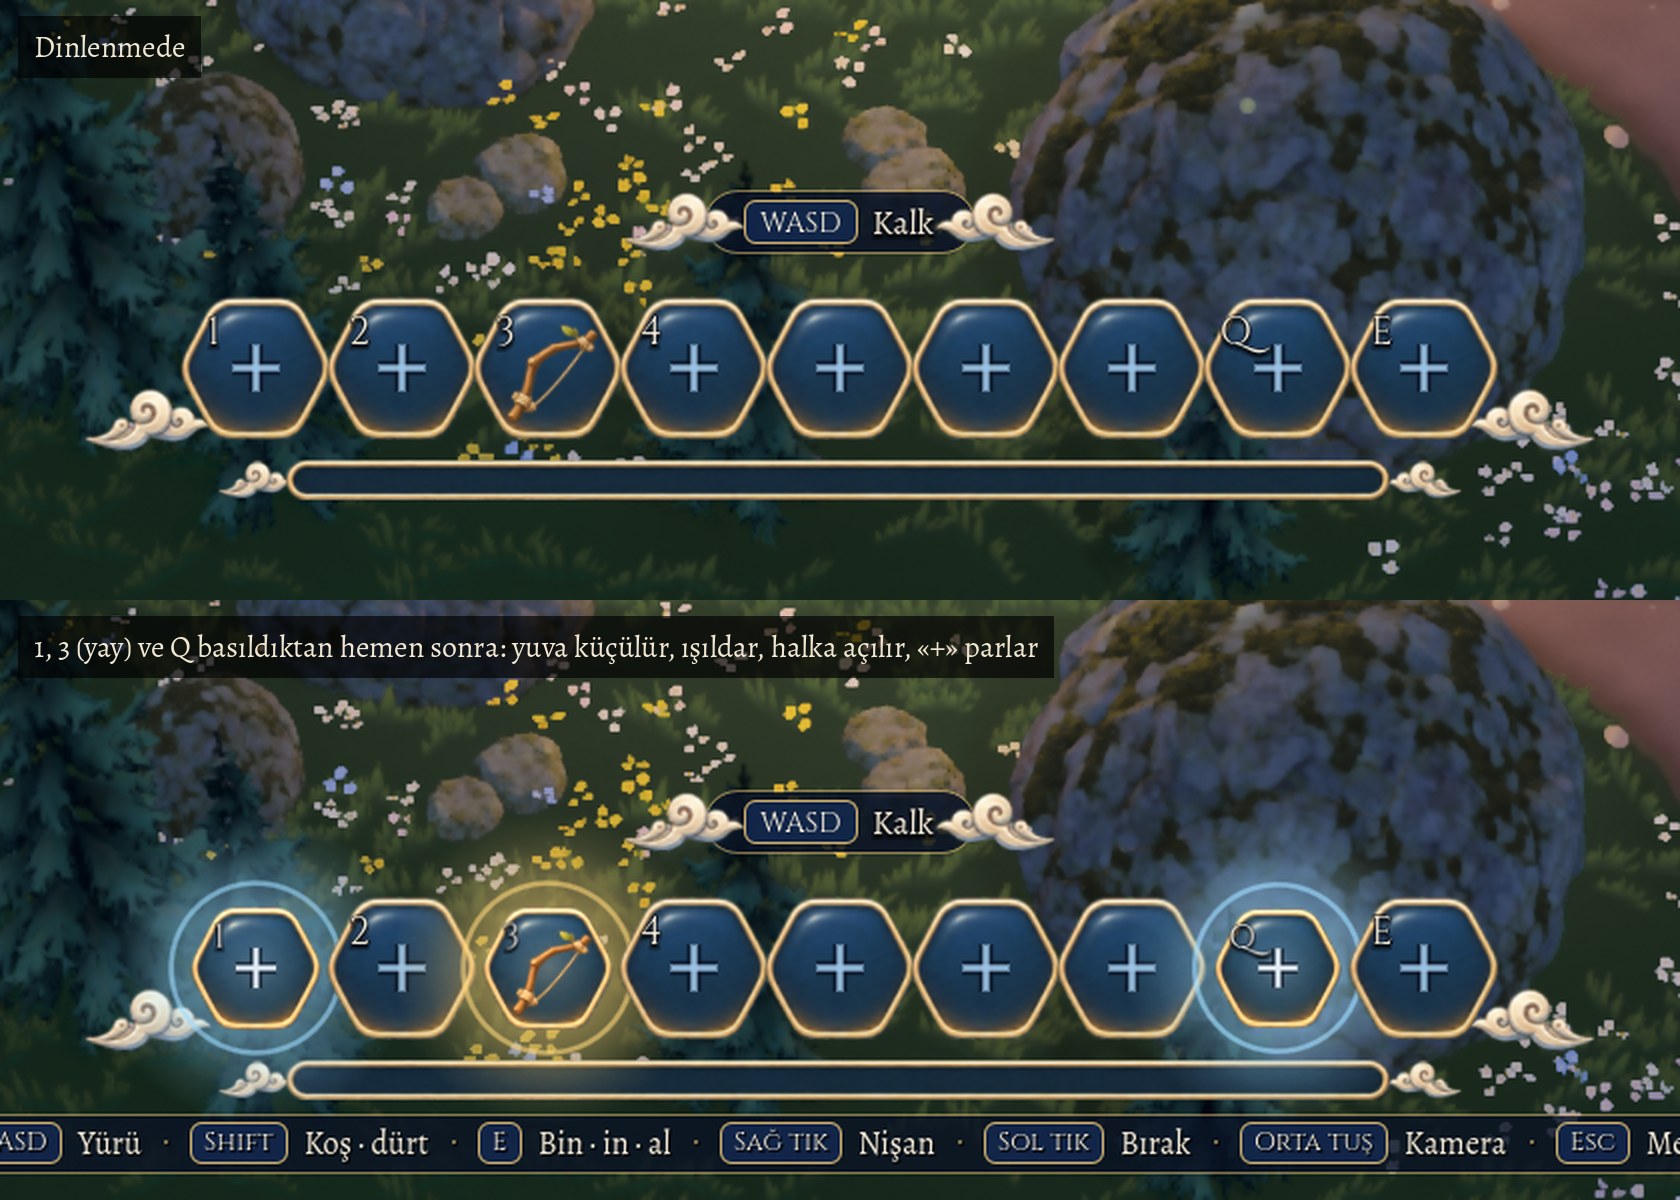 Dinlenmede
WASD Kalk
1 2 3 4 Q E
1, 3 (yay) ve Q basıldıktan hemen sonra: yuva küçülür, ışıldar, halka açılır, «+» parlar
WASD Kalk
1 2 3 4 Q E
ASD Yürü · SHIFT Koş · dürt · E Bin · in · al · SAĞ TIK Nişan · SOL TIK Bırak · ORTA TUŞ Kamera · ESC Me